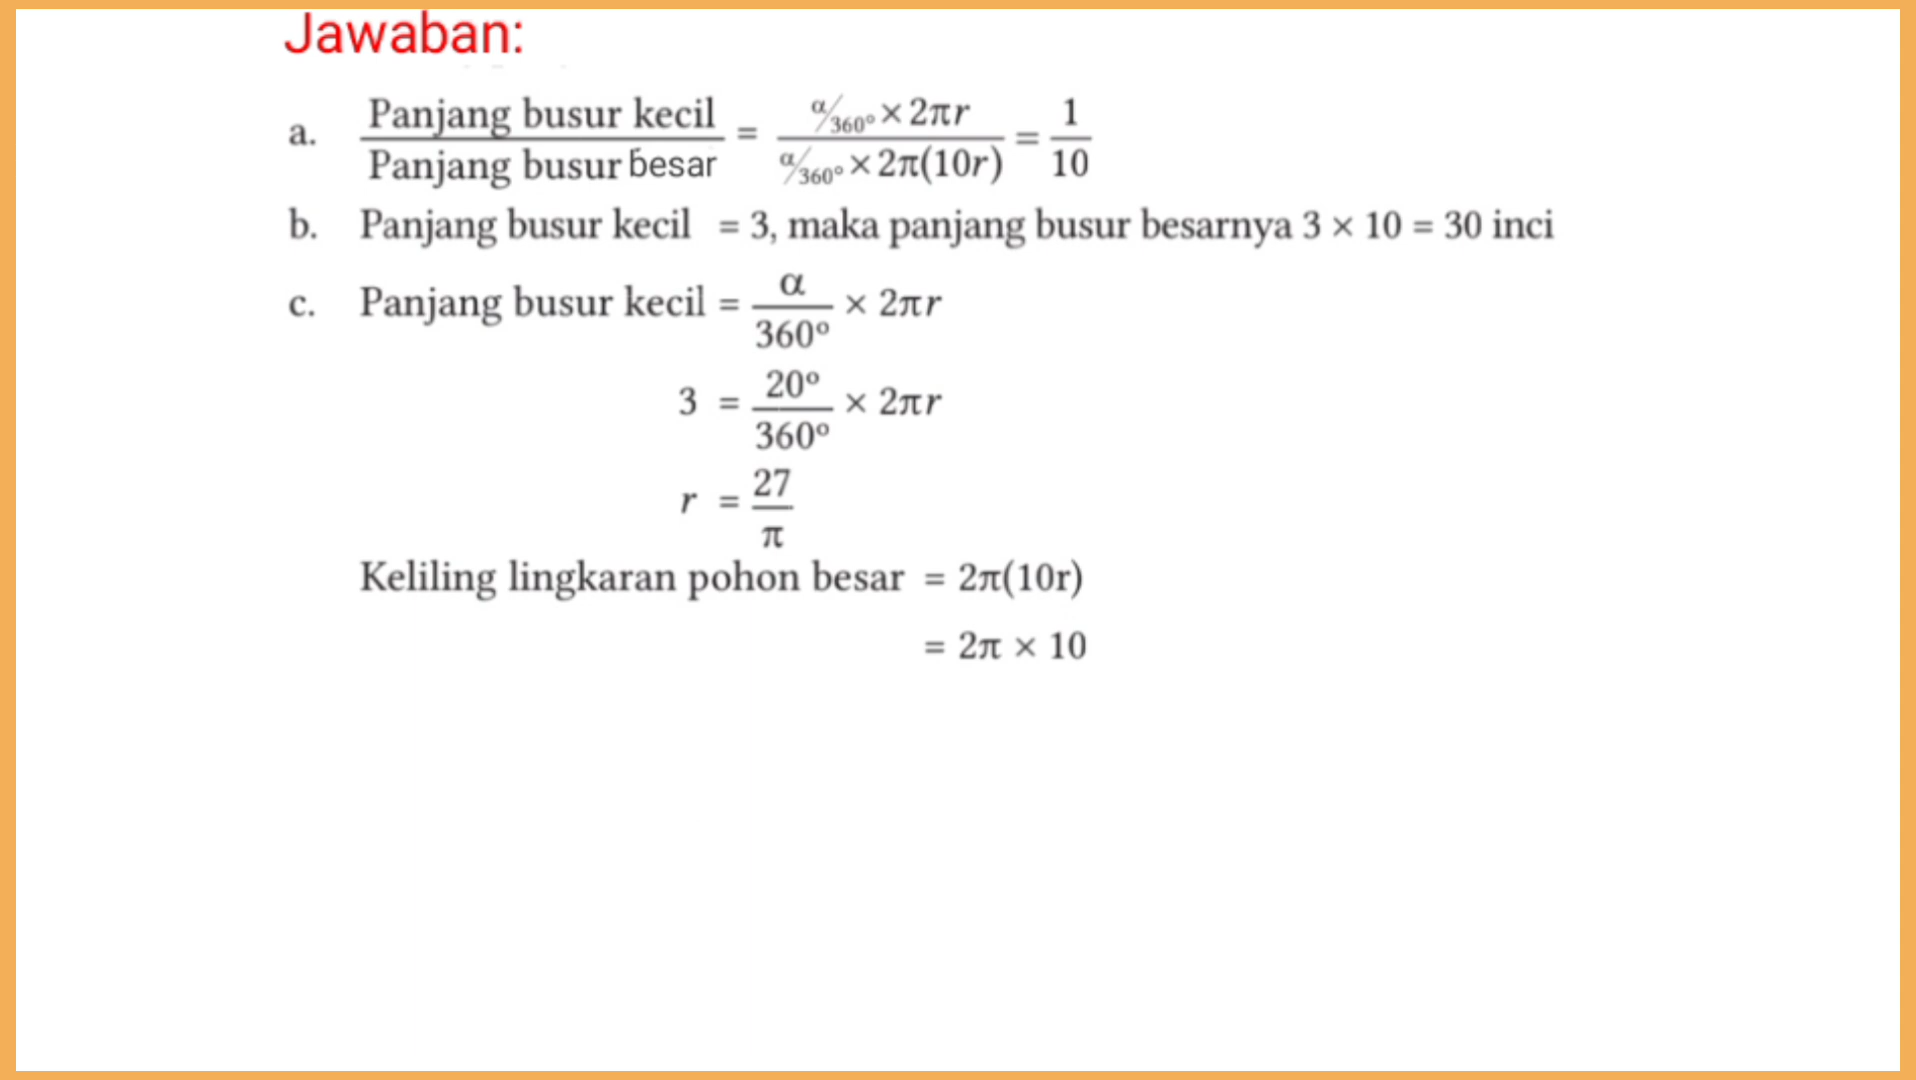 Jawaban:
a. Panjang busur kecil / Panjang busur besar = (α/360° × 2πr) / (α/360° × 2π(10r)) = 1/10
b. Panjang busur kecil = 3, maka panjang busur besarnya 3 × 10 = 30 inci
c. Panjang busur kecil = α/360° × 2πr
3 = 20°/360° × 2πr
r = 27/π
Keliling lingkaran pohon besar = 2π(10r)
= 2π × 10